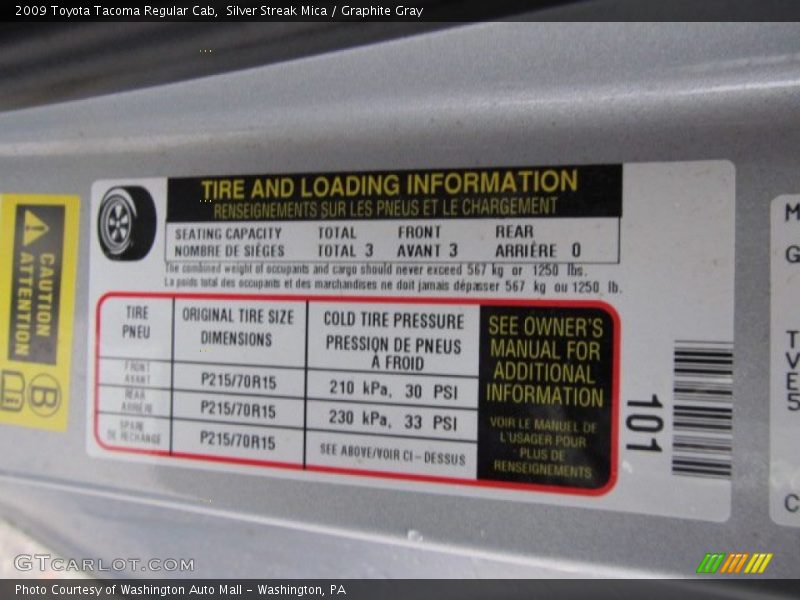 2009 Toyota Tacoma Regular Cab, Silver Streak Mica / Graphite Gray
TIRE AND LOADING INFORMATION
RENSEIGNEMENTS SUR LES PNEUS ET LE CHARGEMENT
SEATING CAPACITY TOTAL FRONT REAR
NOMBRE DE SIÈGES TOTAL 3 AVANT 3 ARRIÈRE 0
The combined weight of occupants and cargo should never exceed 567 kg or 1250 lbs.
Le poids total des occupants et des marchandises ne doit jamais dépasser 567 kg ou 1250 lb.
TIRE
PNEU
ORIGINAL TIRE SIZE
DIMENSIONS
COLD TIRE PRESSURE
PRESSION DE PNEUS
À FROID
FRONT
AVANT
P215/70R15
210 kPa, 30 PSI
REAR
ARRIÈRE
P215/70R15
230 kPa, 33 PSI
SPARE
DE RECHANGE
P215/70R15
SEE ABOVE/VOIR CI-DESSUS
SEE OWNER'S
MANUAL FOR
ADDITIONAL
INFORMATION
VOIR LE MANUEL DE
L'USAGER POUR
PLUS DE
RENSEIGNEMENTS
101
CAUTION
ATTENTION
B
M
G
T
V
E
5
C
GTCARLOT.COM
Photo Courtesy of Washington Auto Mall - Washington, PA